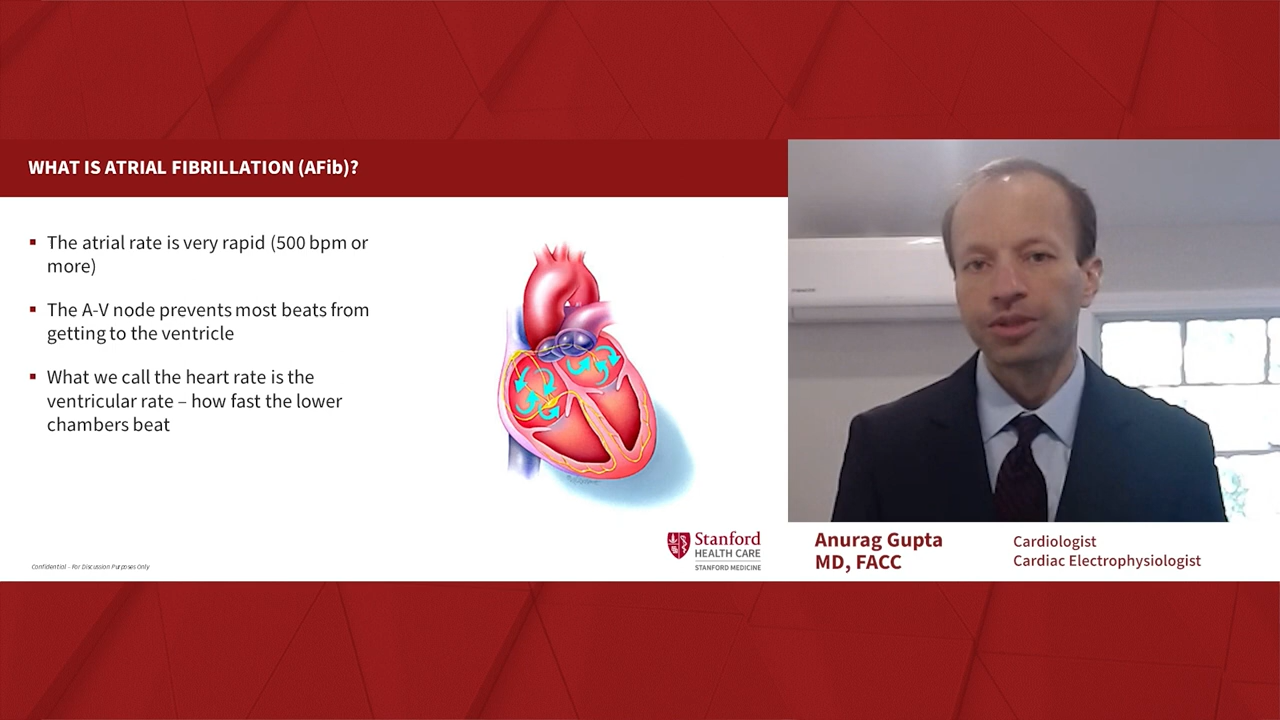 WHAT IS ATRIAL FIBRILLATION (AFib)?
▪ The atrial rate is very rapid (500 bpm or
more)
▪ The A-V node prevents most beats from
getting to the ventricle
▪ What we call the heart rate is the
ventricular rate – how fast the lower
chambers beat
Confidential - For Discussion Purposes Only
Stanford
HEALTH CARE
STANFORD MEDICINE
Anurag Gupta
MD, FACC
Cardiologist
Cardiac Electrophysiologist